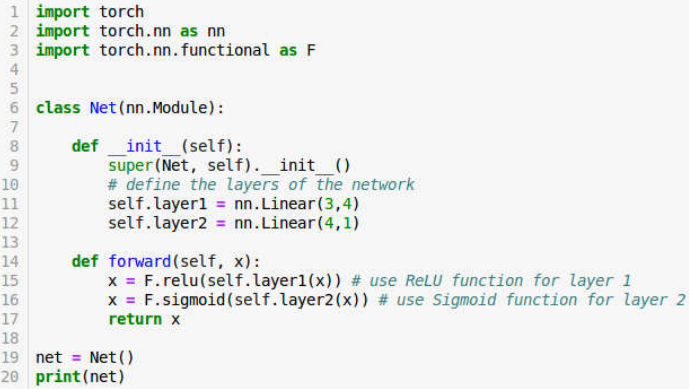 1 import torch
2 import torch.nn as nn
3 import torch.nn.functional as F
4
5
6 class Net(nn.Module):
7
8     def __init__(self):
9         super(Net, self).__init__()
10         # define the layers of the network
11         self.layer1 = nn.Linear(3,4)
12         self.layer2 = nn.Linear(4,1)
13
14     def forward(self, x):
15         x = F.relu(self.layer1(x)) # use ReLU function for layer 1
16         x = F.sigmoid(self.layer2(x)) # use Sigmoid function for layer 2
17         return x
18
19 net = Net()
20 print(net)